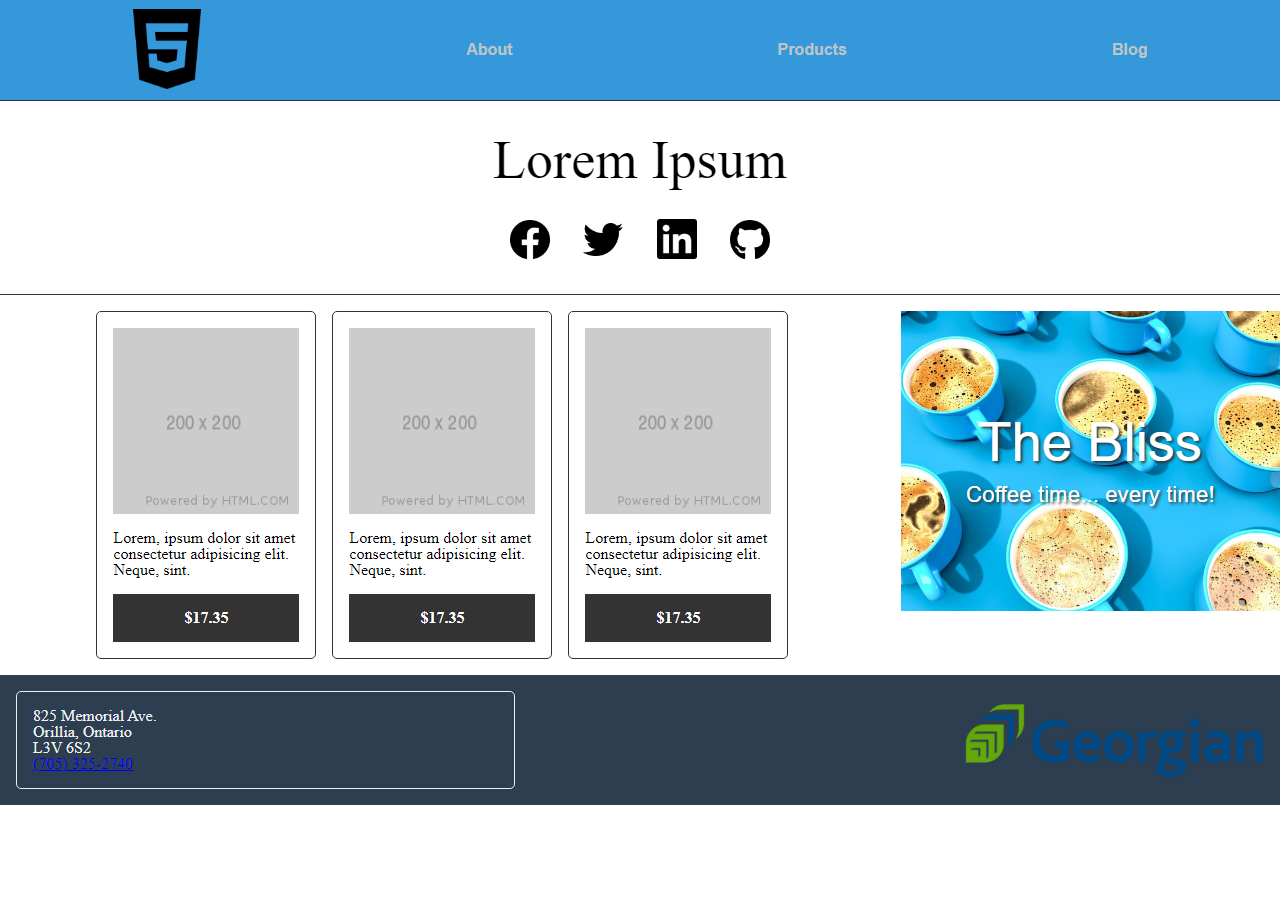 About
Products
Blog
Lorem Ipsum
200 x 200
Powered by HTML.COM
Lorem, ipsum dolor sit amet
consectetur adipisicing elit.
Neque, sint.
$17.35
200 x 200
Powered by HTML.COM
Lorem, ipsum dolor sit amet
consectetur adipisicing elit.
Neque, sint.
$17.35
200 x 200
Powered by HTML.COM
Lorem, ipsum dolor sit amet
consectetur adipisicing elit.
Neque, sint.
$17.35
The Bliss
Coffee time... every time!
825 Memorial Ave.
Orillia, Ontario
L3V 6S2
(705) 325-2740
Georgian